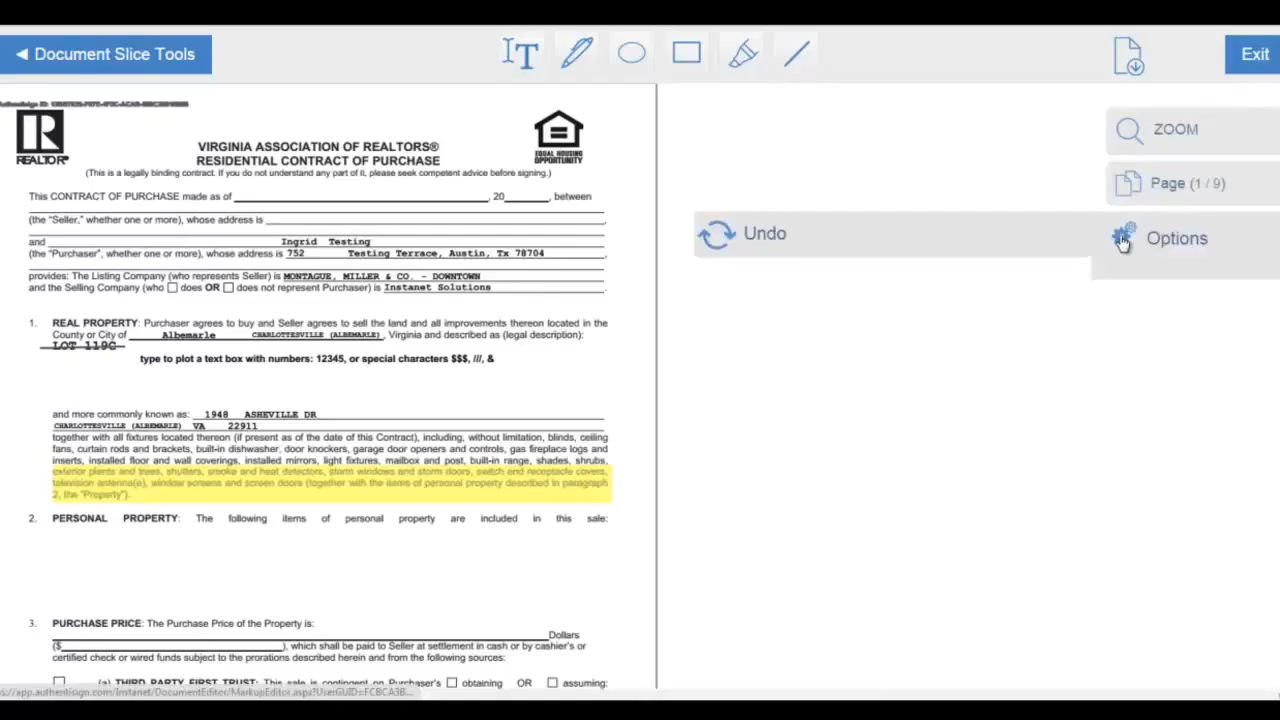 ◀ Document Slice Tools
T
Exit
REALTOR®
EQUAL HOUSING
OPPORTUNITY
VIRGINIA ASSOCIATION OF REALTORS®
RESIDENTIAL CONTRACT OF PURCHASE
(This is a legally binding contract. If you do not understand any part of it, please seek competent advice before signing.)
This CONTRACT OF PURCHASE made as of , 20 , between
(the "Seller," whether one or more), whose address is
and Ingrid Testing
(the "Purchaser", whether one or more), whose address is 752 Testing Terrace, Austin, Tx 78704
provides: The Listing Company (who represents Seller) is MONTAGUE, MILLER & CO. - DOWNTOWN
and the Selling Company (who does OR does not represent Purchaser) is Instanet Solutions
1. REAL PROPERTY: Purchaser agrees to buy and Seller agrees to sell the land and all improvements thereon located in the
County or City of Albemarle CHARLOTTESVILLE (ALBEMARLE), Virginia and described as (legal description):
LOT 119C
type to plot a text box with numbers: 12345, or special characters $$$, ///, &
and more commonly known as: 1948 ASHEVILLE DR
CHARLOTTESVILLE (ALBEMARLE) VA 22911
together with all fixtures located thereon (if present as of the date of this Contract), including, without limitation, blinds, ceiling
fans, curtain rods and brackets, built-in dishwasher, door knockers, garage door openers and controls, gas fireplace logs and
inserts, installed floor and wall coverings, installed mirrors, light fixtures, mailbox and post, built-in range, shades, shrubs,
exterior plants and trees, shutters, smoke and heat detectors, storm windows and storm doors, switch and receptacle covers,
television antenna(e), window screens and screen doors (together with the items of personal property described in paragraph
2, the "Property").
2. PERSONAL PROPERTY: The following items of personal property are included in this sale:
3. PURCHASE PRICE: The Purchase Price of the Property is:
Dollars
($ ), which shall be paid to Seller at settlement in cash or by cashier's or
certified check or wired funds subject to the prorations described herein and from the following sources:
(a) THIRD PARTY FIRST TRUST: This sale is contingent on Purchaser obtaining OR assuming:
s://app.authentisign.com/Instanet/DocumentEditor/MarkupEditor.aspx?UserGUID=FCBCA3B...
ZOOM
Page (1 / 9)
Undo
Options